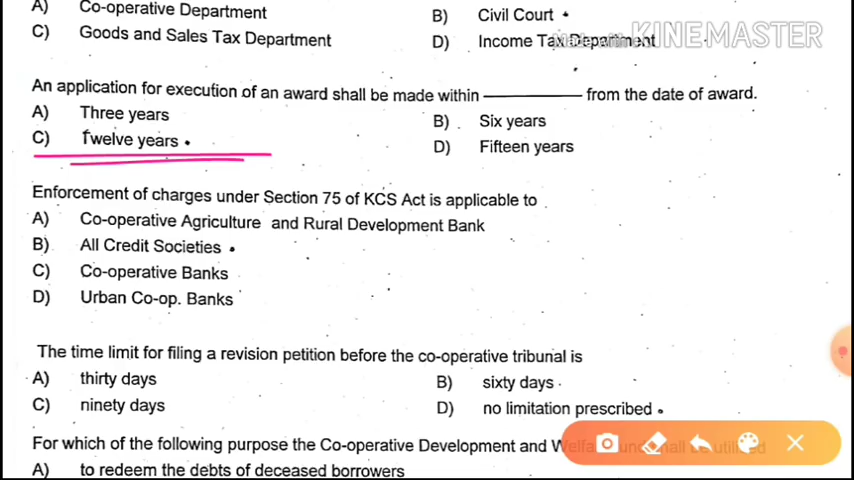 A) Co-operative Department B) Civil Court
C) Goods and Sales Tax Department D) Income Tax Department
made with KINEMASTER
An application for execution of an award shall be made within ________ from the date of award.
A) Three years B) Six years
C) Twelve years D) Fifteen years
Enforcement of charges under Section 75 of KCS Act is applicable to
A) Co-operative Agriculture and Rural Development Bank
B) All Credit Societies
C) Co-operative Banks
D) Urban Co-op. Banks
The time limit for filing a revision petition before the co-operative tribunal is
A) thirty days B) sixty days
C) ninety days D) no limitation prescribed
For which of the following purpose the Co-operative Development and
A) to redeem the debts of deceased borrowers